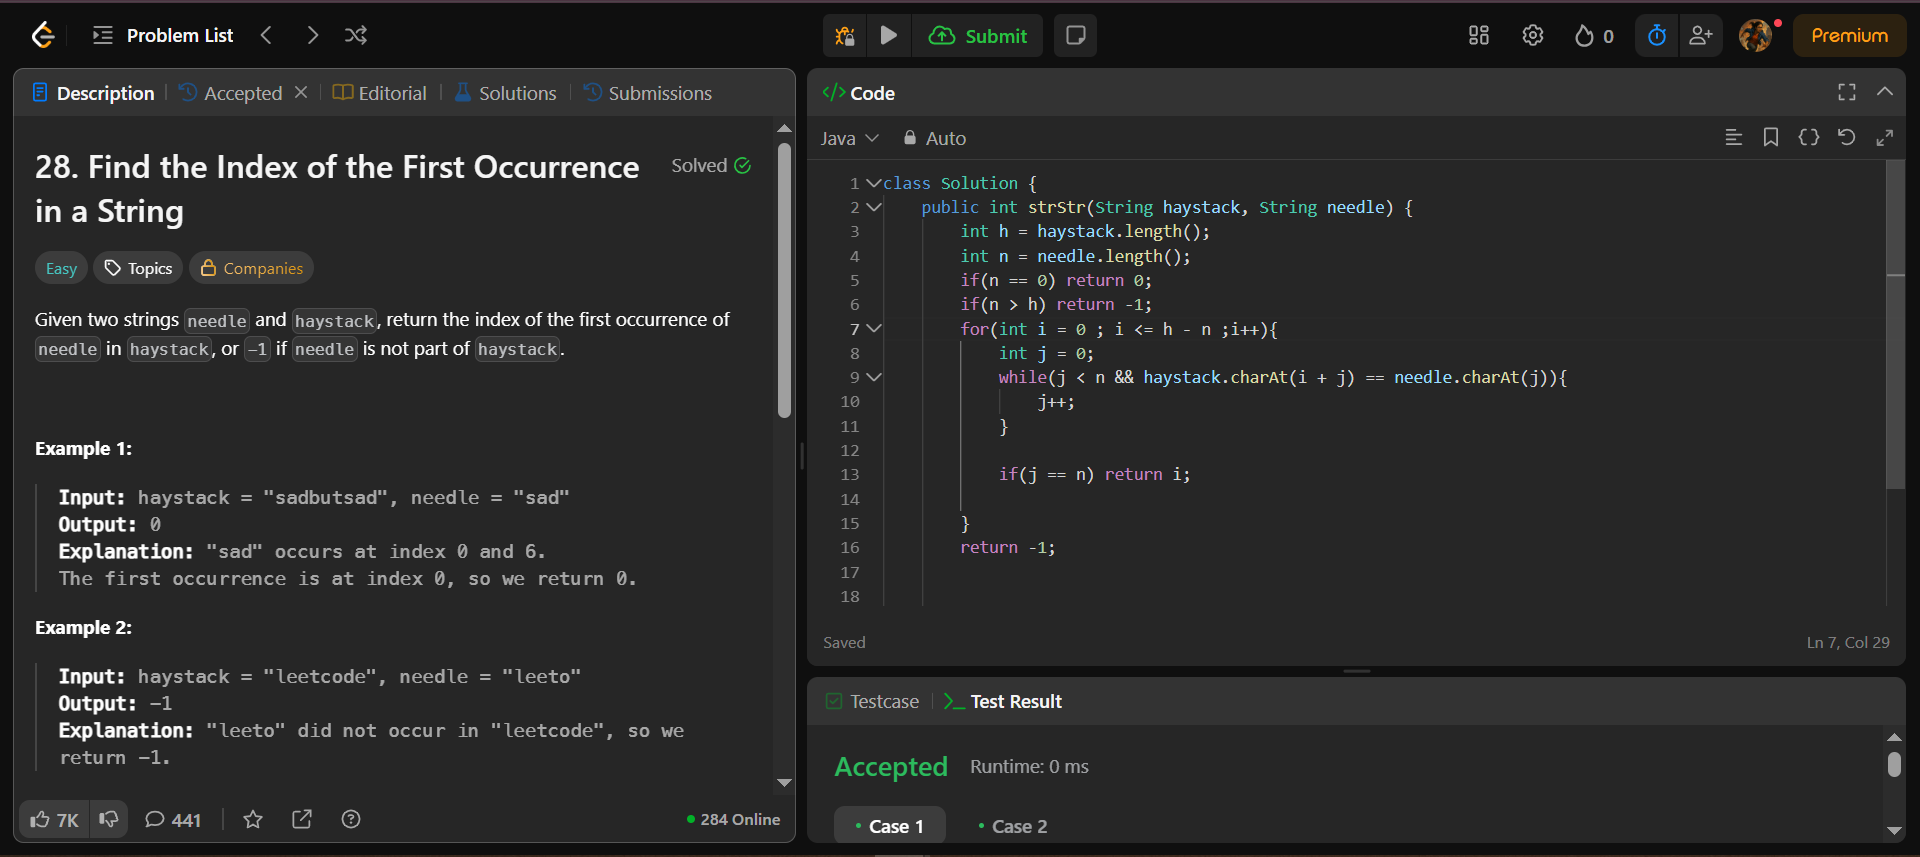 Problem List
Submit
0
Premium
Description
Accepted
Editorial
Solutions
Submissions
28. Find the Index of the First Occurrence
in a String
Solved
Easy
Topics
Companies
Given two strings needle and haystack, return the index of the first occurrence of
needle in haystack, or -1 if needle is not part of haystack.
Example 1:
Input: haystack = "sadbutsad", needle = "sad"
Output: 0
Explanation: "sad" occurs at index 0 and 6.
The first occurrence is at index 0, so we return 0.
Example 2:
Input: haystack = "leetcode", needle = "leeto"
Output: -1
Explanation: "leeto" did not occur in "leetcode", so we
return -1.
7K
441
284 Online
</> Code
Java
Auto
1 class Solution {
2     public int strStr(String haystack, String needle) {
3         int h = haystack.length();
4         int n = needle.length();
5         if(n == 0) return 0;
6         if(n > h) return -1;
7         for(int i = 0 ; i <= h - n ;i++){
8             int j = 0;
9             while(j < n && haystack.charAt(i + j) == needle.charAt(j)){
10                 j++;
11             }
12
13             if(j == n) return i;
14
15         }
16         return -1;
17
18
Saved
Ln 7, Col 29
Testcase
>_ Test Result
Accepted
Runtime: 0 ms
• Case 1
• Case 2